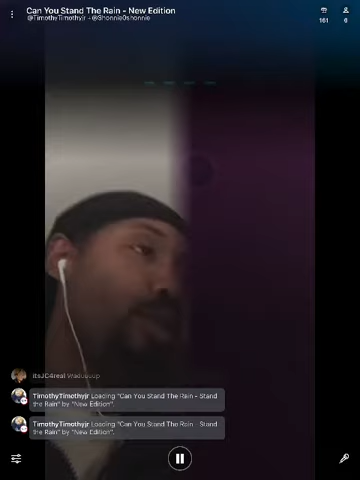 Can You Stand The Rain - New Edition
@TimothyTimothyjr - @Shonnie0shonnie
161
6
itsJC4real Waduuuup
TimothyTimothyjr Loading "Can You Stand The Rain - Stand
the Rain" by "New Edition".
TimothyTimothyjr Loading "Can You Stand The Rain - Stand
the Rain" by "New Edition".